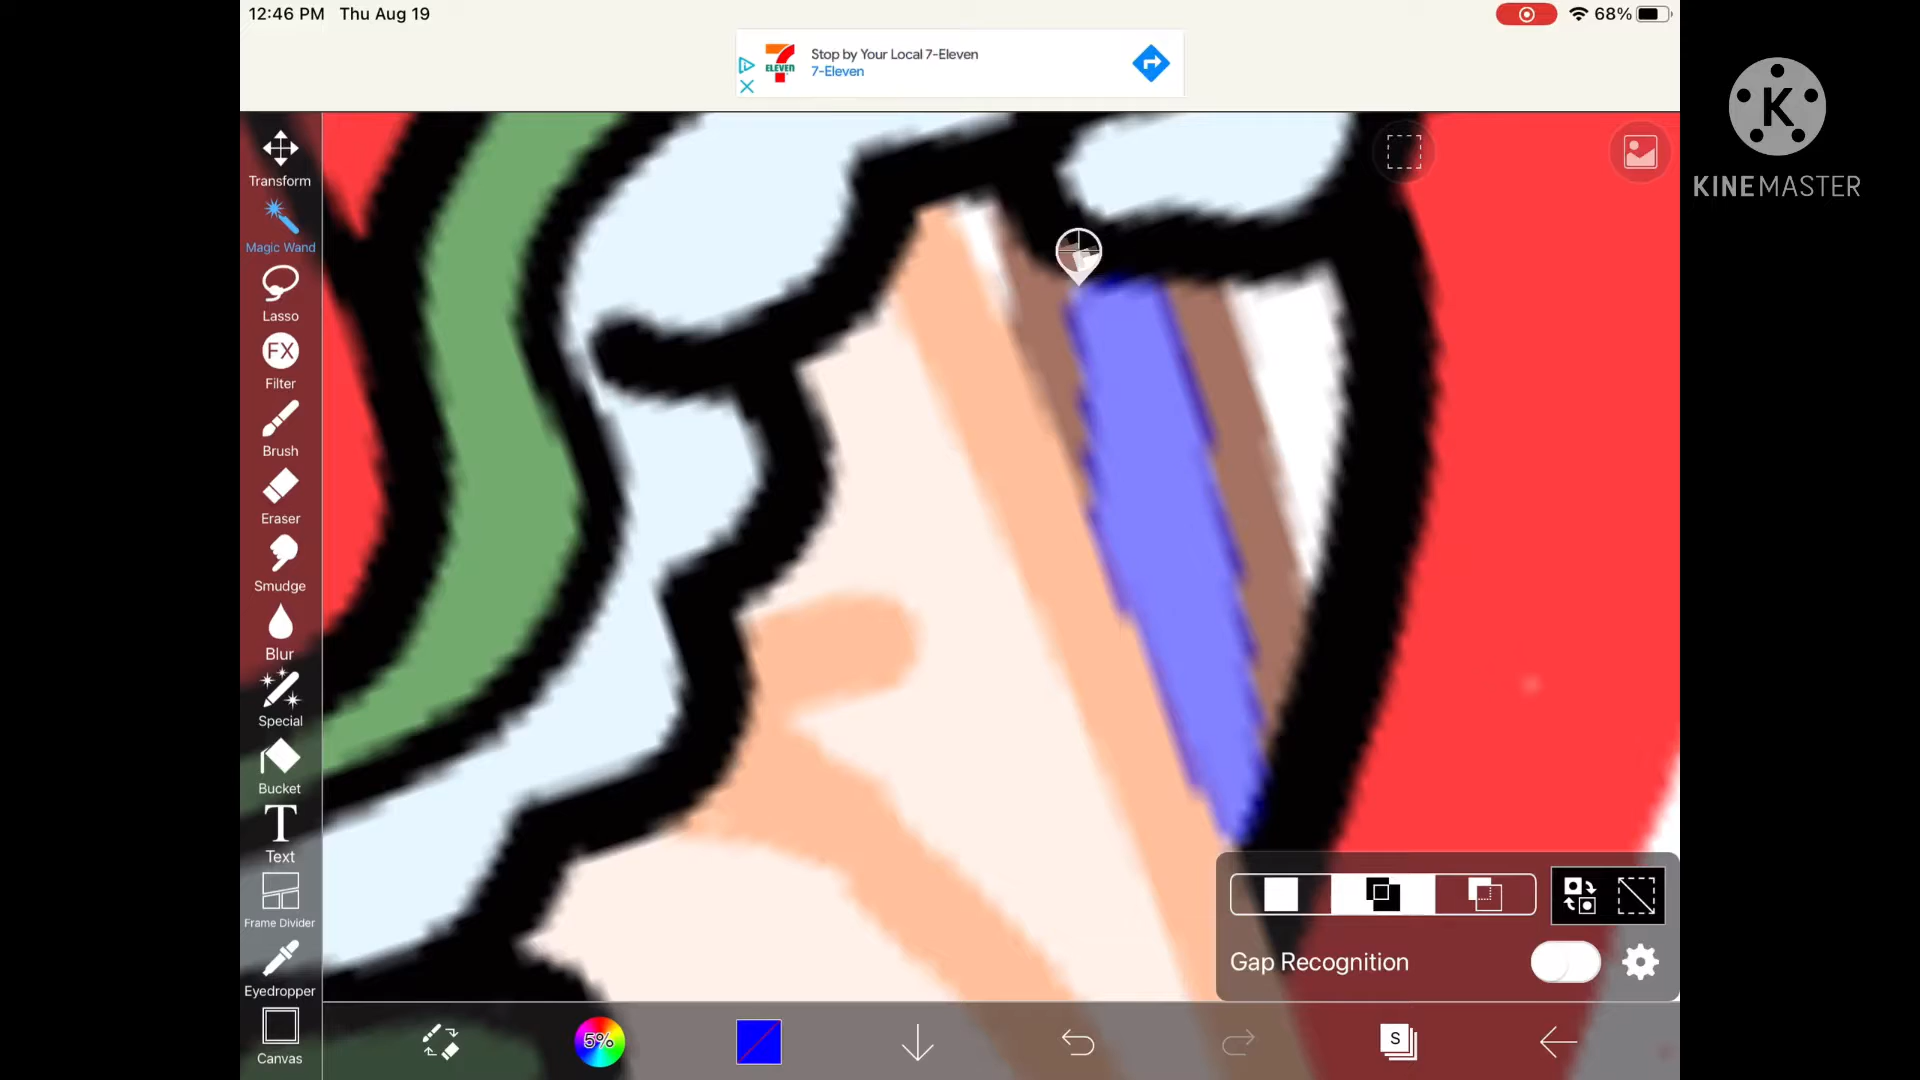 12:46 PM Thu Aug 19
68%
7
ELEVEN
Stop by Your Local 7-Eleven
7-Eleven
K
KINEMASTER
Transform
Magic Wand
Lasso
FX
Filter
Brush
Eraser
Smudge
Blur
Special
Bucket
T
Text
Frame Divider
Eyedropper
Canvas
Gap Recognition
5%
S